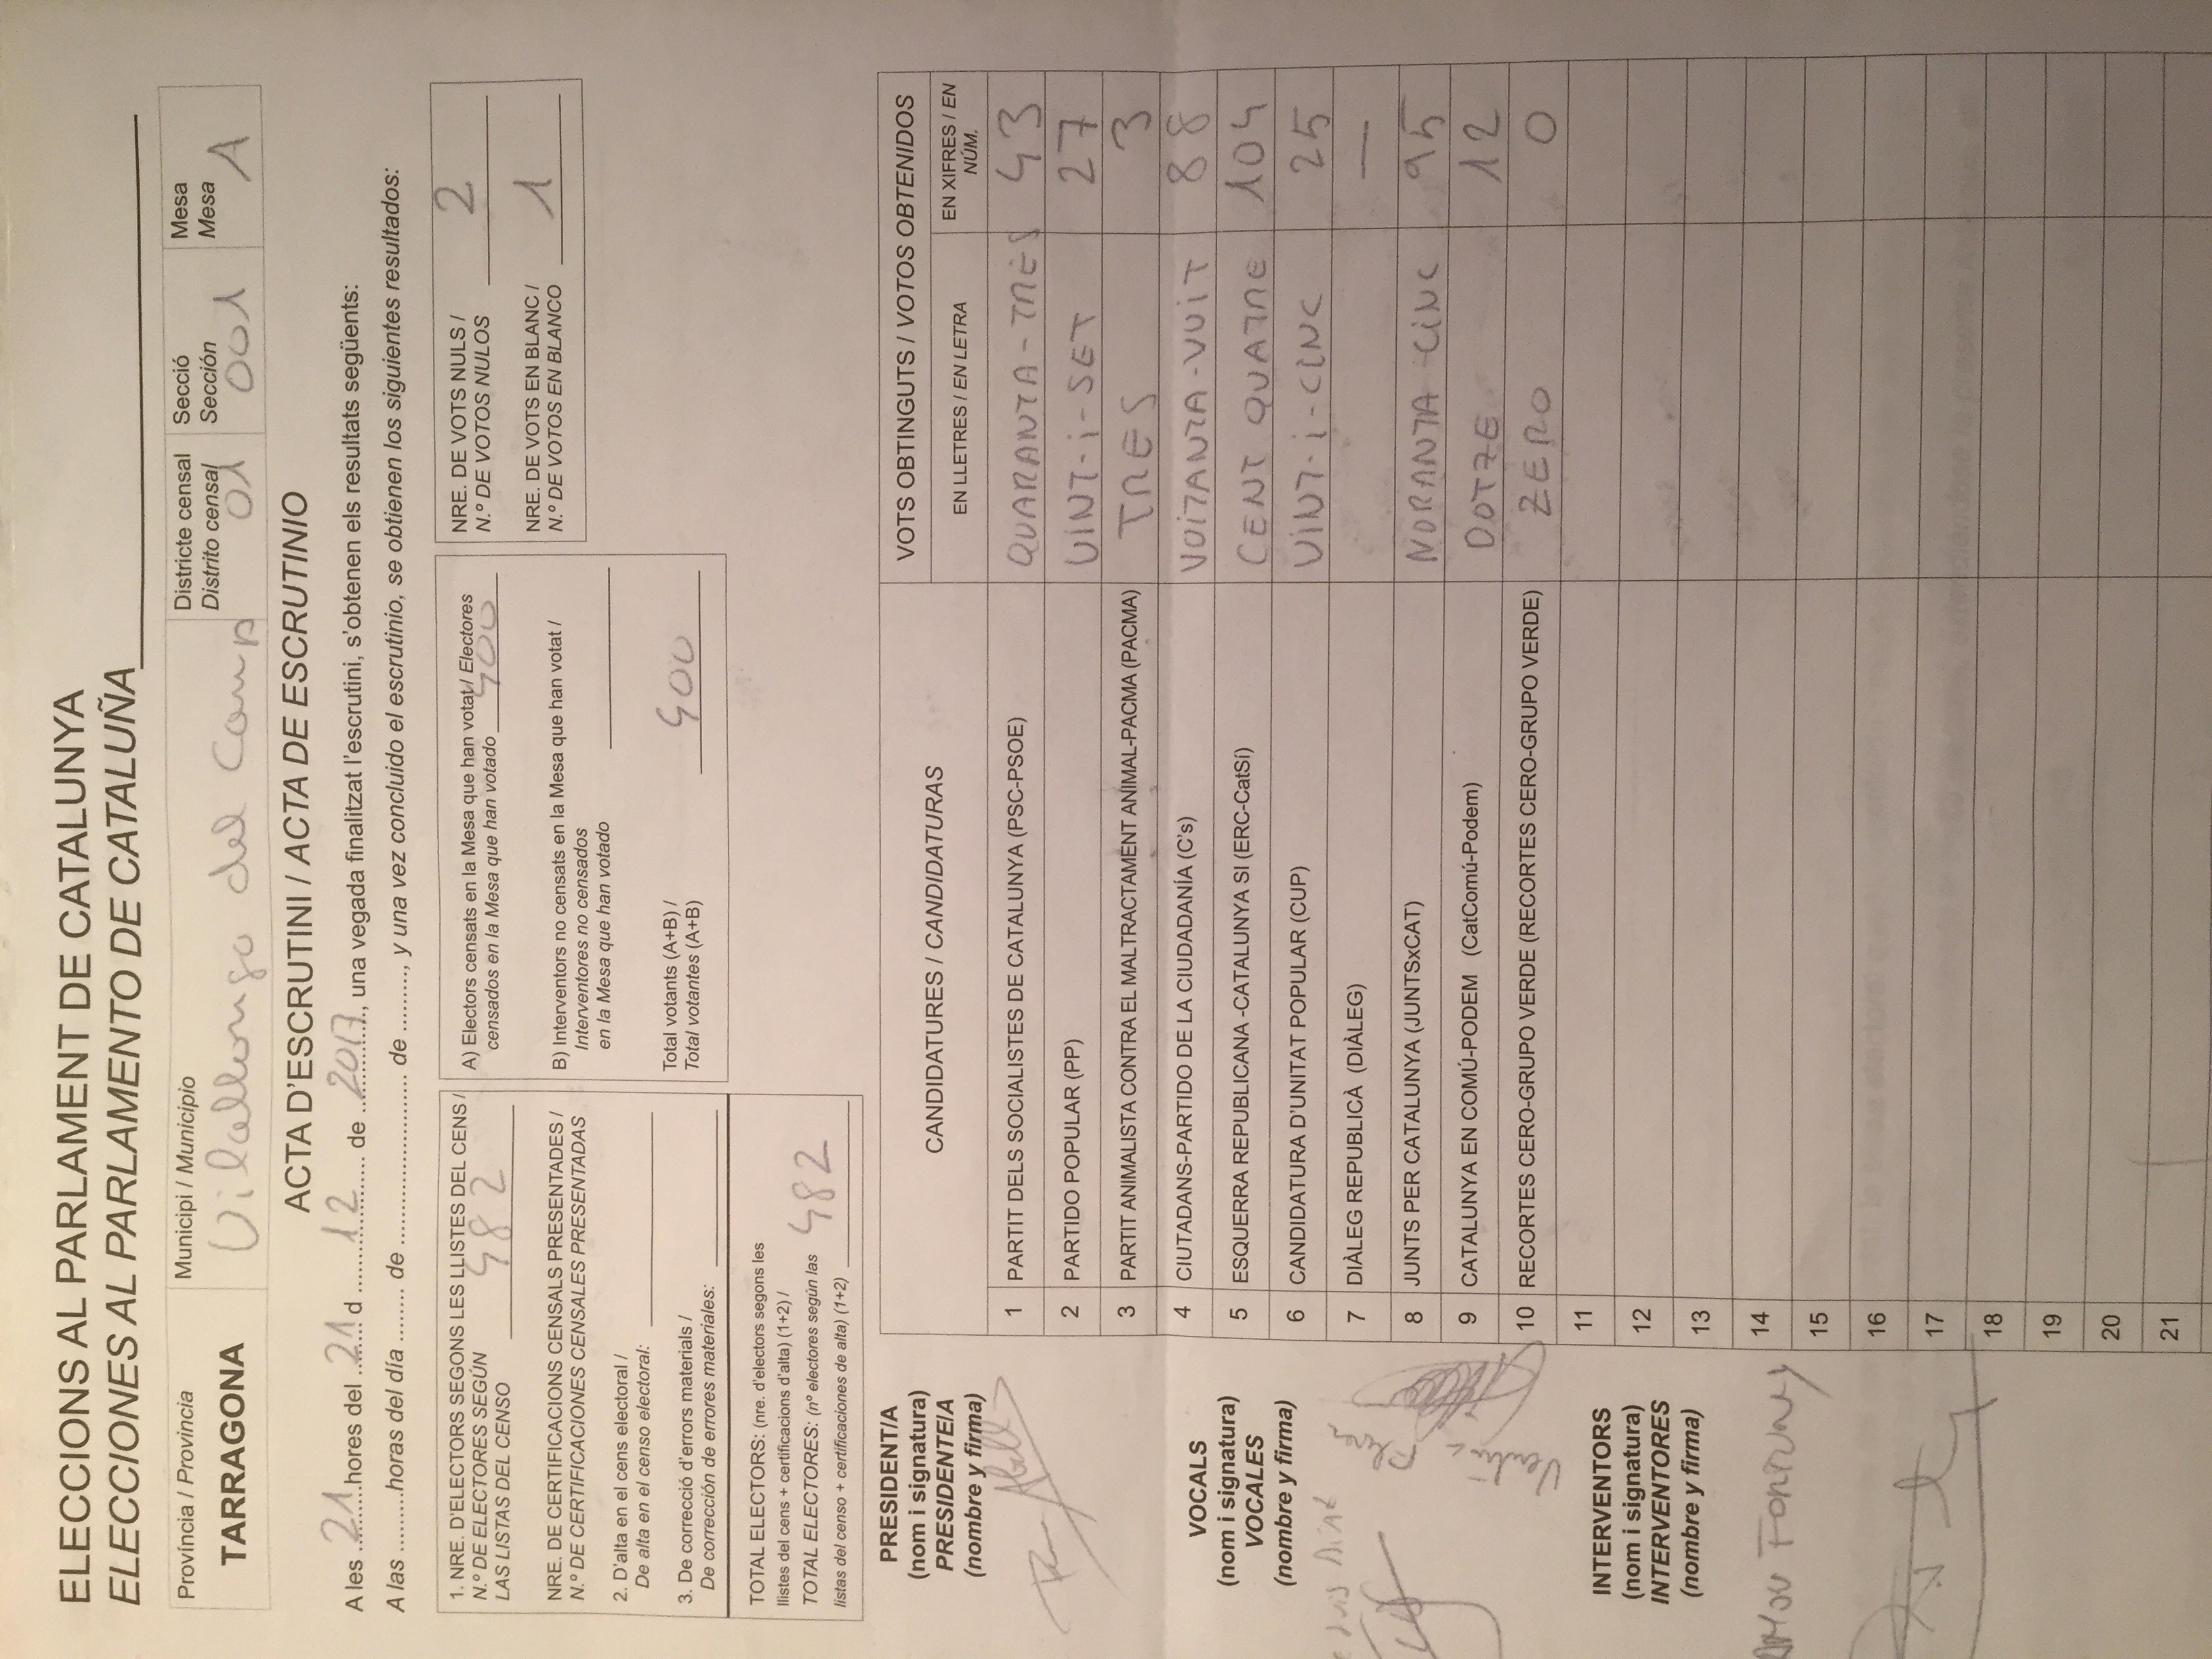 ELECCIONS AL PARLAMENT DE CATALUNYA
ELECCIONES AL PARLAMENTO DE CATALUÑA
Província / Provincia
TARRAGONA
Municipi / Municipio
Vilallonga del Camp
Districte censal
Distrito censal
01
Secció
Sección
001
Mesa
Mesa
A
ACTA D'ESCRUTINI / ACTA DE ESCRUTINIO
A les 21 hores del 21 d 12 de 2017, una vegada finalitzat l'escrutini, s'obtenen els resultats següents:
A las .........horas del día ........ de ......................... de ........., y una vez concluido el escrutinio, se obtienen los siguientes resultados:
1. NRE. D'ELECTORS SEGONS LES LLISTES DEL CENS /
N.º DE ELECTORES SEGÚN
LAS LISTAS DEL CENSO 482
NRE. DE CERTIFICACIONS CENSALS PRESENTADES /
N.º DE CERTIFICACIONES CENSALES PRESENTADAS
2. D'alta en el cens electoral /
De alta en el censo electoral:
3. De correcció d'errors materials /
De corrección de errores materiales:
TOTAL ELECTORS: (nre. d'electors segons les
llistes del cens + certificacions d'alta) (1+2) /
TOTAL ELECTORES: (nº electores según las
listas del censo + certificaciones de alta) (1+2) 482
A) Electors censats en la Mesa que han votat / Electores
censados en la Mesa que han votado 400
B) Interventors no censats en la Mesa que han votat /
Interventores no censados
en la Mesa que han votado
Total votants (A+B) /
Total votantes (A+B) 400
NRE. DE VOTS NULS /
N.º DE VOTOS NULOS 2
NRE. DE VOTS EN BLANC /
N.º DE VOTOS EN BLANCO 1
PRESIDENT/A
(nom i signatura)
PRESIDENTE/A
(nombre y firma)
VOCALS
(nom i signatura)
VOCALES
(nombre y firma)
INTERVENTORS
(nom i signatura)
INTERVENTORES
(nombre y firma)
FORTUNY
CANDIDATURES / CANDIDATURAS
VOTS OBTINGUTS / VOTOS OBTENIDOS
EN LLETRES / EN LETRA
EN XIFRES / EN
NÚM.
1 PARTIT DELS SOCIALISTES DE CATALUNYA (PSC-PSOE) QUARANTA-TRES 43
2 PARTIDO POPULAR (PP) VINT-i-SET 27
3 PARTIT ANIMALISTA CONTRA EL MALTRACTAMENT ANIMAL-PACMA (PACMA) TRES 3
4 CIUTADANS-PARTIDO DE LA CIUDADANÍA (C's) VUITANTA-VUIT 88
5 ESQUERRA REPUBLICANA -CATALUNYA SI (ERC-CatSí) CENT QUATRE 104
6 CANDIDATURA D'UNITAT POPULAR (CUP) VINT-i-CINC 25
7 DIÀLEG REPUBLICÀ (DIÀLEG) —
8 JUNTS PER CATALUNYA (JUNTSxCAT) NORANTA-CINC 95
9 CATALUNYA EN COMÚ-PODEM (CatComú-Podem) DOTZE 12
10 RECORTES CERO-GRUPO VERDE (RECORTES CERO-GRUPO VERDE) ZERO 0
11
12
13
14
15
16
17
18
19
20
21